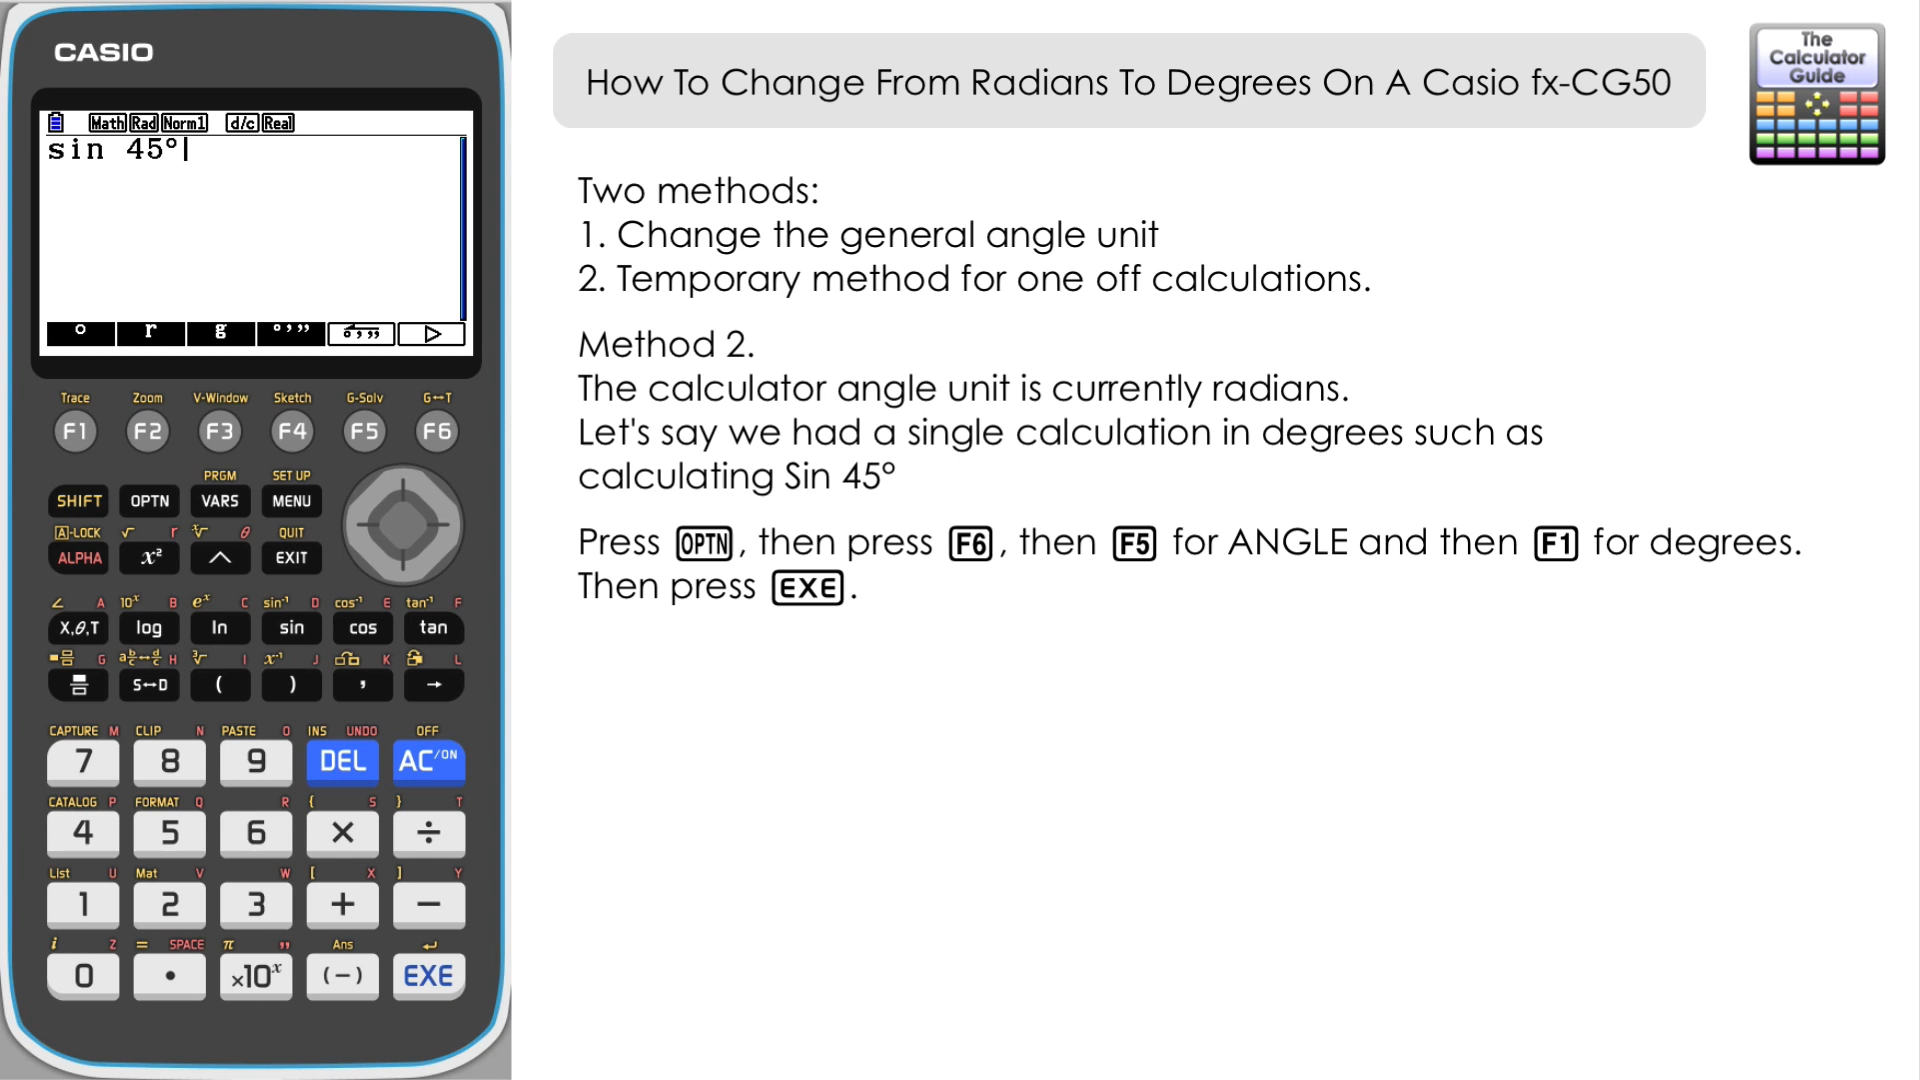 CASIO
Math Rad Norm1 d/c Real
sin 45°
° r g °’” °’” ▷
Trace Zoom V-Window Sketch G-Solv G↔T
F1 F2 F3 F4 F5 F6
PRGM SET UP
SHIFT OPTN VARS MENU
A-LOCK √ r ˣ√ θ QUIT
ALPHA x² ^ EXIT
∠ A 10ˣ B eˣ C sin⁻¹ D cos⁻¹ E tan⁻¹ F
X,θ,T log ln sin cos tan
G a b/c↔d/c H ³√ I x⁻¹ J K L
S↔D ( ) , →
CAPTURE M CLIP N PASTE O INS UNDO OFF
7 8 9 DEL AC/ON
CATALOG P FORMAT Q R { S } T
4 5 6 × ÷
List U Mat V W [ X ] Y
1 2 3 + −
i Z = SPACE π ” Ans ↵
0 • ×10ˣ (−) EXE
How To Change From Radians To Degrees On A Casio fx-CG50
The
Calculator
Guide
Two methods:
1. Change the general angle unit
2. Temporary method for one off calculations.
Method 2.
The calculator angle unit is currently radians.
Let's say we had a single calculation in degrees such as
calculating Sin 45°
Press OPTN, then press F6, then F5 for ANGLE and then F1 for degrees.
Then press EXE.